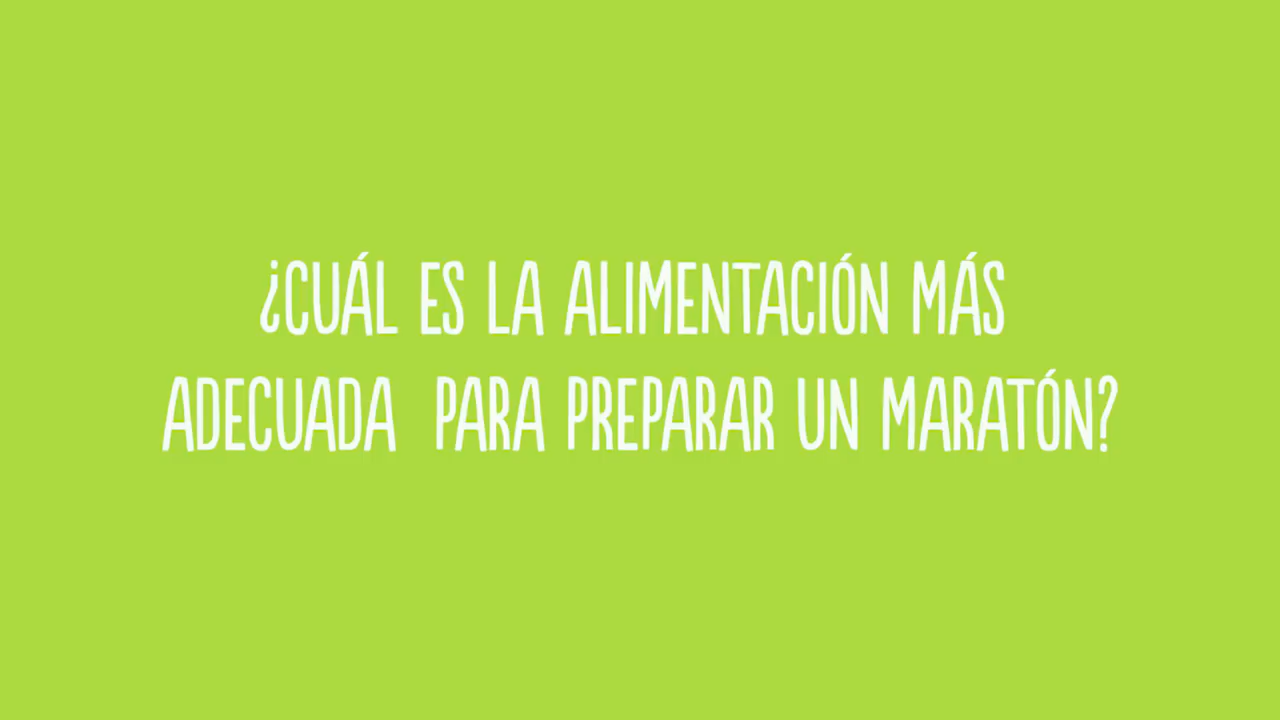 ¿CUÁL ES LA ALIMENTACIÓN MÁS
ADECUADA PARA PREPARAR UN MARATÓN?